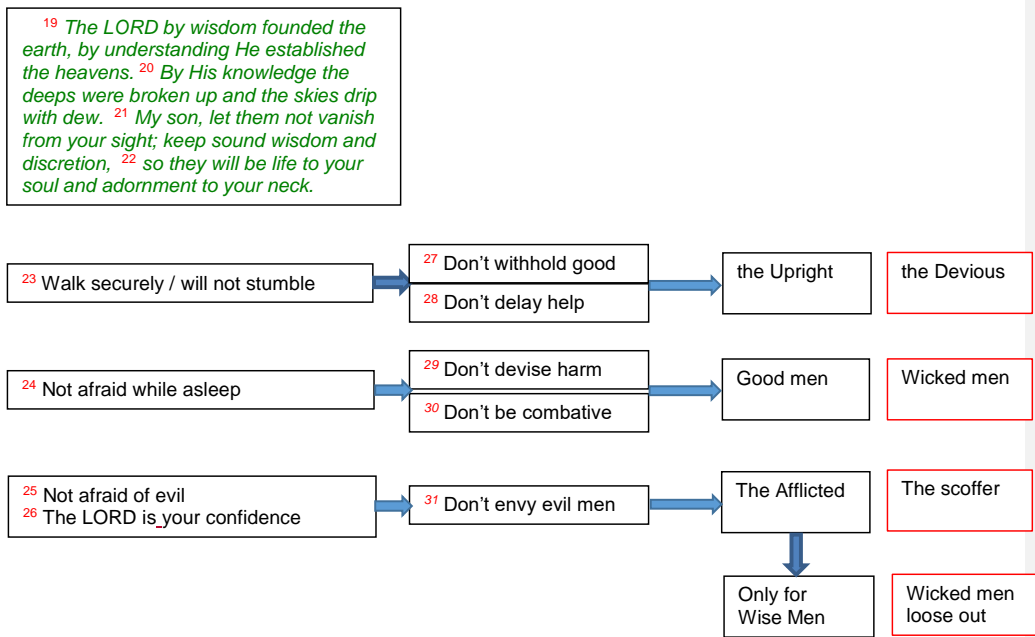 19 The LORD by wisdom founded the
earth, by understanding He established
the heavens. 20 By His knowledge the
deeps were broken up and the skies drip
with dew. 21 My son, let them not vanish
from your sight; keep sound wisdom and
discretion, 22 so they will be life to your
soul and adornment to your neck.
23 Walk securely / will not stumble
27 Don't withhold good
28 Don't delay help
the Upright
the Devious
24 Not afraid while asleep
29 Don't devise harm
30 Don't be combative
Good men
Wicked men
25 Not afraid of evil
26 The LORD is your confidence
31 Don't envy evil men
The Afflicted
The scoffer
Only for
Wise Men
Wicked men
loose out